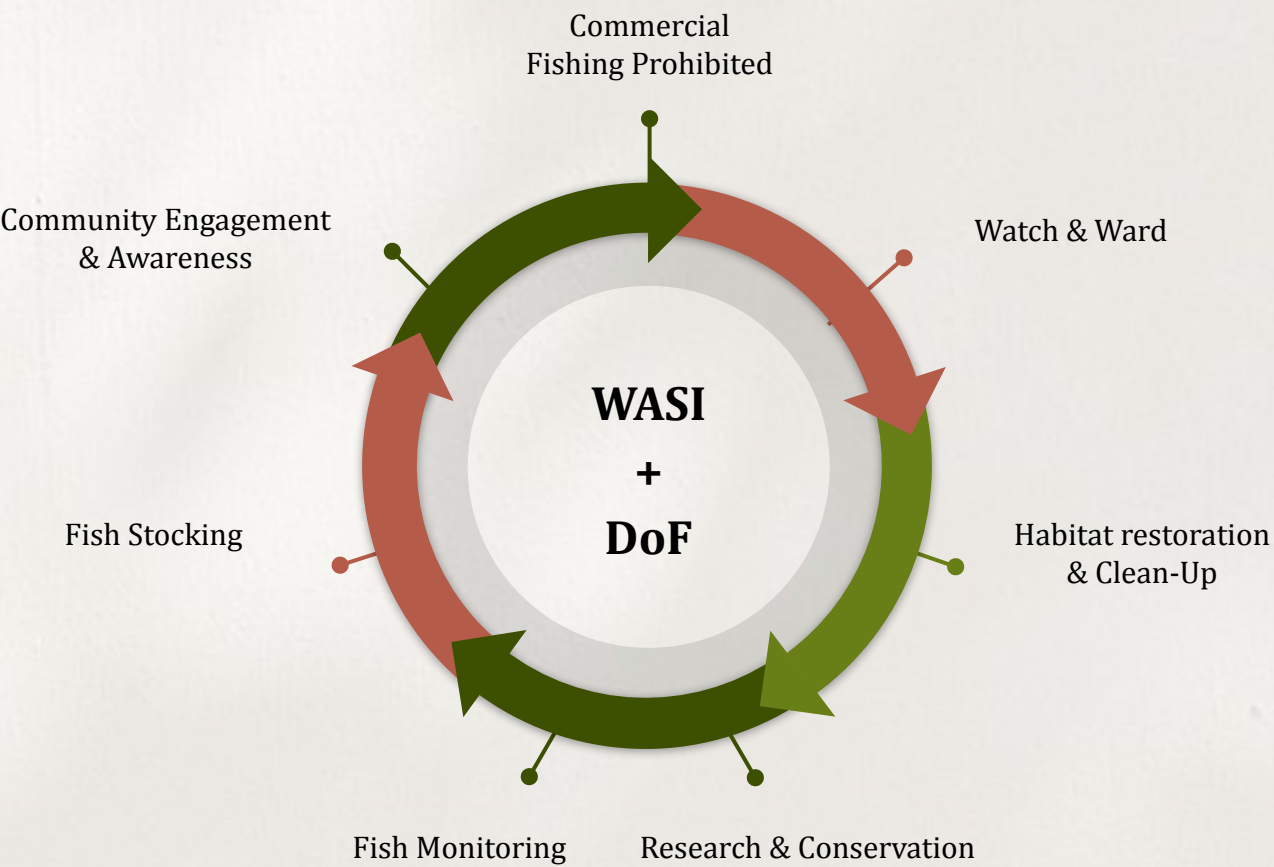 Commercial
Fishing Prohibited
Community Engagement
& Awareness
Watch & Ward
WASI
+
DoF
Fish Stocking
Habitat restoration
& Clean-Up
Fish Monitoring
Research & Conservation